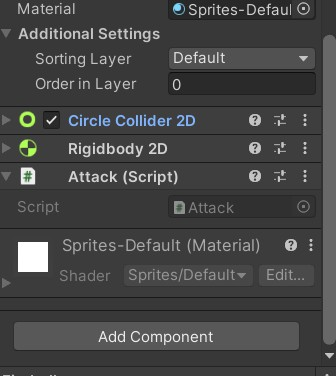 Material Sprites-Defaul
Additional Settings
Sorting Layer Default
Order in Layer 0
Circle Collider 2D
Rigidbody 2D
# Attack (Script)
Script # Attack
Sprites-Default (Material)
Shader Sprites/Default Edit...
Add Component